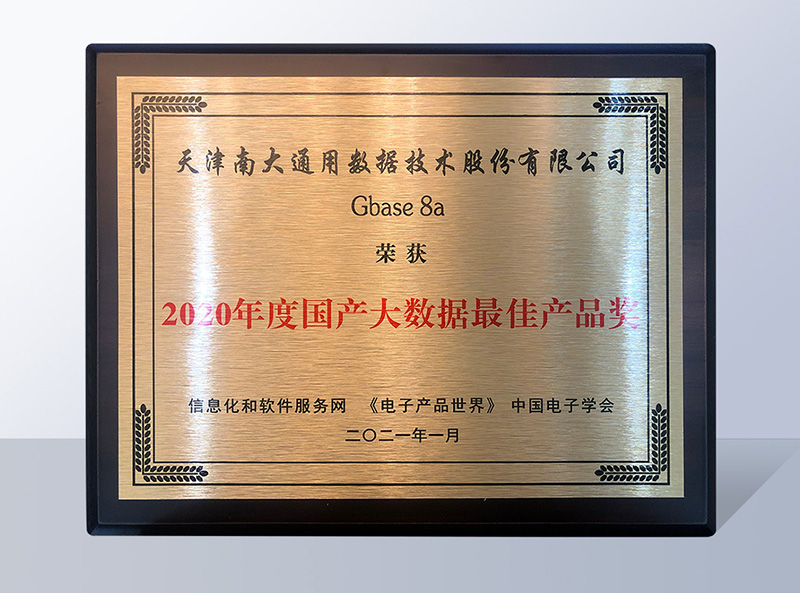 天津南大通用数据技术股份有限公司
Gbase 8a
荣获
2020年度国产大数据最佳产品奖
信息化和软件服务网 《电子产品世界》 中国电子学会
二〇二一年一月